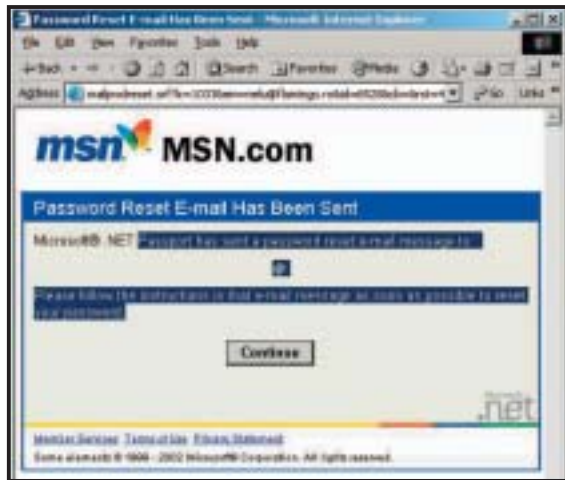 Password Reset E-mail Has Been Sent - Microsoft Internet Explorer
File Edit View Favorites Tools Help
Back Search Favorites Media
Address Go Links
msn MSN.com
Password Reset E-mail Has Been Sent
Microsoft® .NET Passport has sent a password reset e-mail message to
@
Please follow the instructions in that e-mail message as soon as possible to reset
your password.
Continue
.net
Member Services Terms of Use Privacy Statement
Some elements © 1999 - 2002 Microsoft® Corporation. All rights reserved.